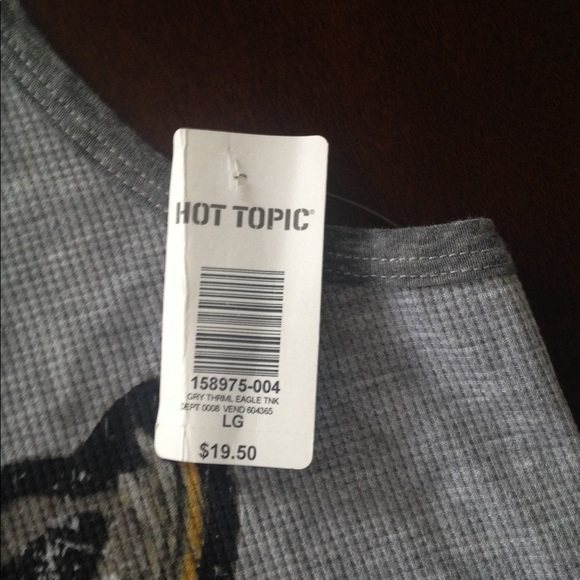 HOT TOPIC®
158975-004
GRY THRML EAGLE TNK
DEPT 0008 VEND 604365
LG
$19.50